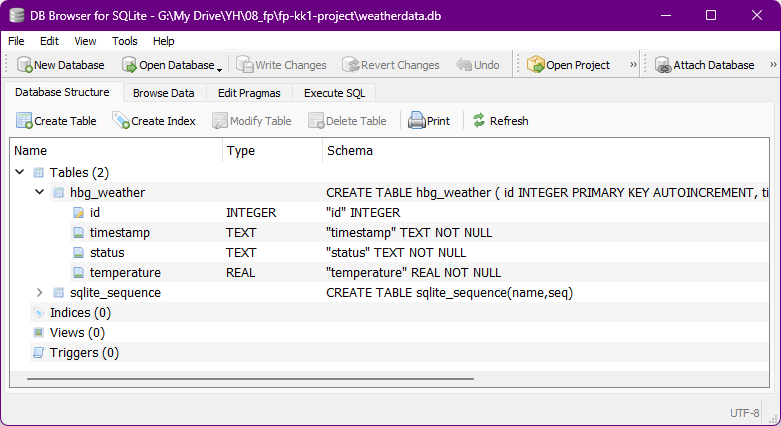 DB Browser for SQLite - G:\My Drive\YH\08_fp\fp-kk1-project\weatherdata.db
File Edit View Tools Help
New Database Open Database Write Changes Revert Changes Undo Open Project » Attach Database »
Database Structure Browse Data Edit Pragmas Execute SQL
Create Table Create Index Modify Table Delete Table Print Refresh
Name Type Schema
Tables (2)
hbg_weather CREATE TABLE hbg_weather ( id INTEGER PRIMARY KEY AUTOINCREMENT, ti
id INTEGER "id" INTEGER
timestamp TEXT "timestamp" TEXT NOT NULL
status TEXT "status" TEXT NOT NULL
temperature REAL "temperature" REAL NOT NULL
sqlite_sequence CREATE TABLE sqlite_sequence(name,seq)
Indices (0)
Views (0)
Triggers (0)
UTF-8